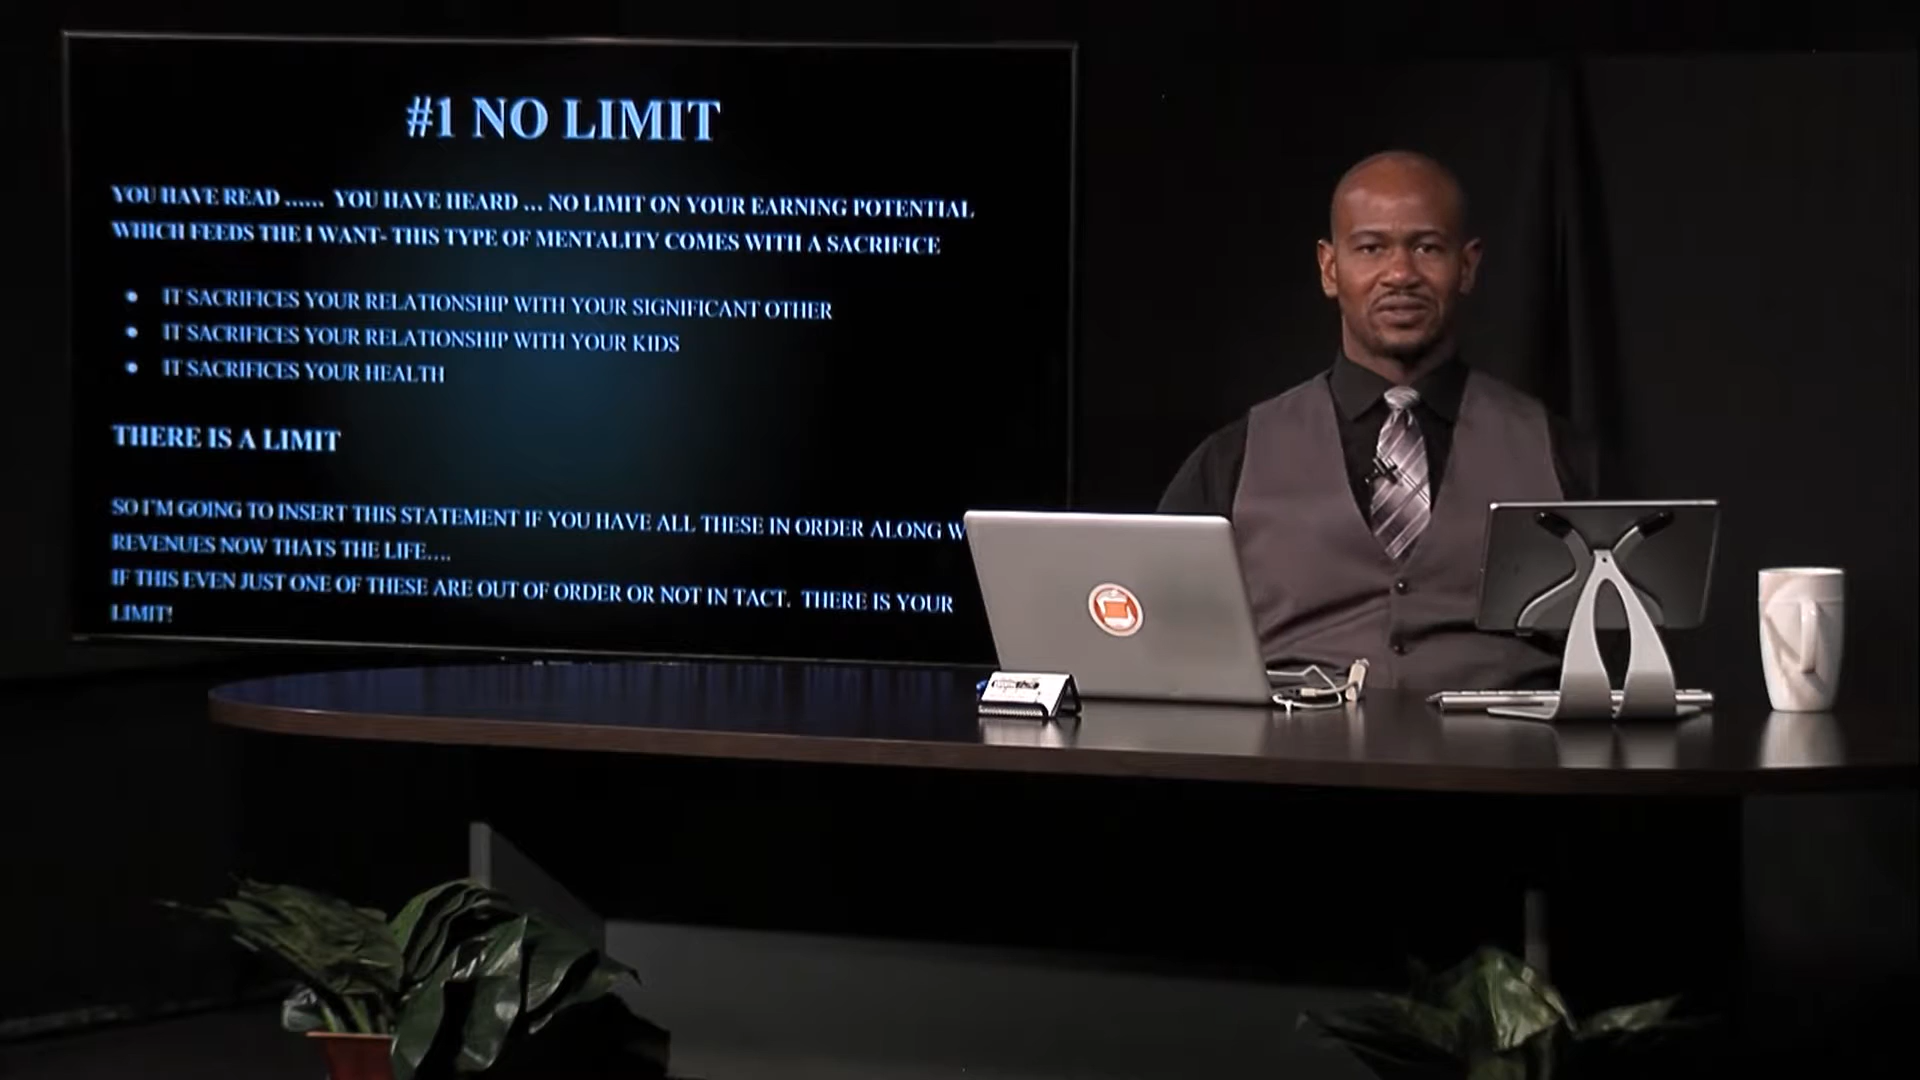 #1 NO LIMIT
YOU HAVE READ ...... YOU HAVE HEARD ... NO LIMIT ON YOUR EARNING POTENTIAL
WHICH FEEDS THE I WANT- THIS TYPE OF MENTALITY COMES WITH A SACRIFICE
• IT SACRIFICES YOUR RELATIONSHIP WITH YOUR SIGNIFICANT OTHER
• IT SACRIFICES YOUR RELATIONSHIP WITH YOUR KIDS
• IT SACRIFICES YOUR HEALTH
THERE IS A LIMIT
SO I'M GOING TO INSERT THIS STATEMENT IF YOU HAVE ALL THESE IN ORDER ALONG
REVENUES NOW THATS THE LIFE....
IF THIS EVEN JUST ONE OF THESE ARE OUT OF ORDER OR NOT IN TACT. THERE IS YOUR
LIMIT!